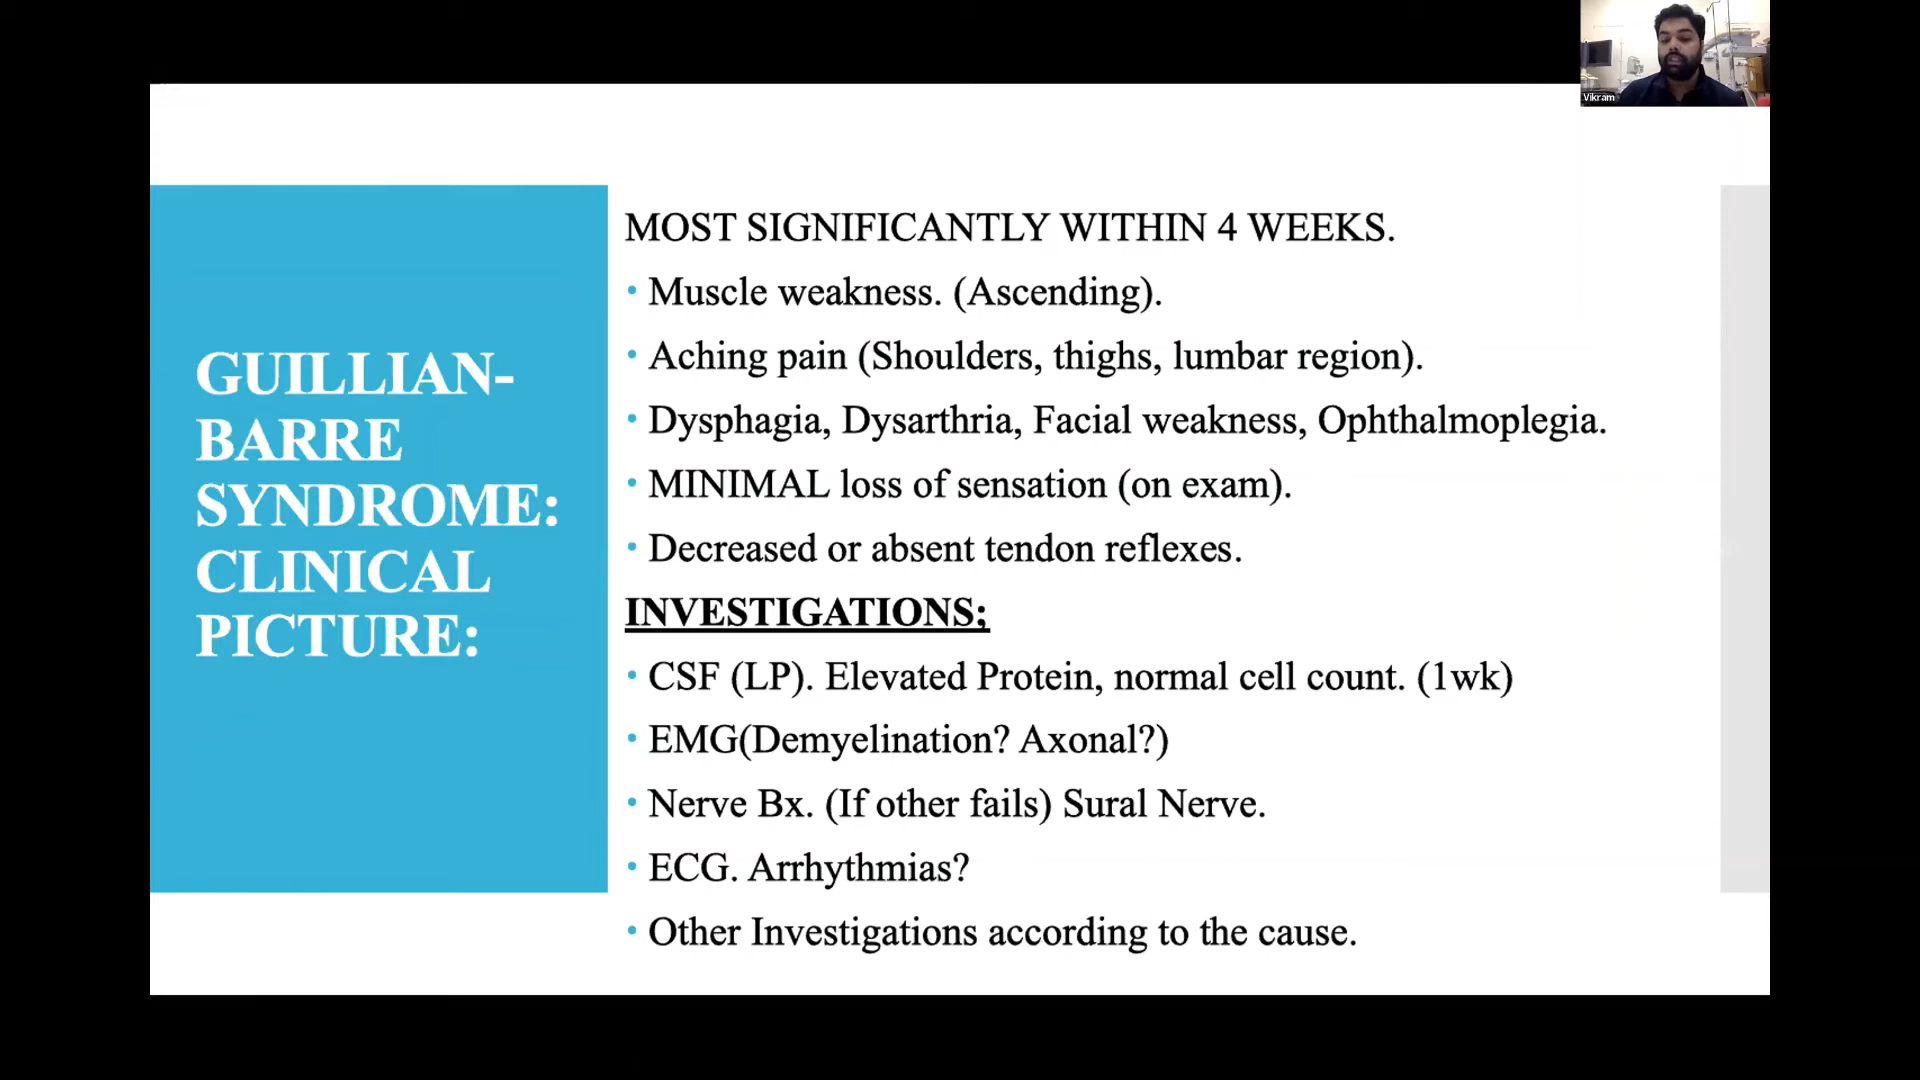 Vikram
GUILLIAN-
BARRE
SYNDROME:
CLINICAL
PICTURE:
MOST SIGNIFICANTLY WITHIN 4 WEEKS.
• Muscle weakness. (Ascending).
• Aching pain (Shoulders, thighs, lumbar region).
• Dysphagia, Dysarthria, Facial weakness, Ophthalmoplegia.
• MINIMAL loss of sensation (on exam).
• Decreased or absent tendon reflexes.
INVESTIGATIONS;
• CSF (LP). Elevated Protein, normal cell count. (1wk)
• EMG(Demyelination? Axonal?)
• Nerve Bx. (If other fails) Sural Nerve.
• ECG. Arrhythmias?
• Other Investigations according to the cause.